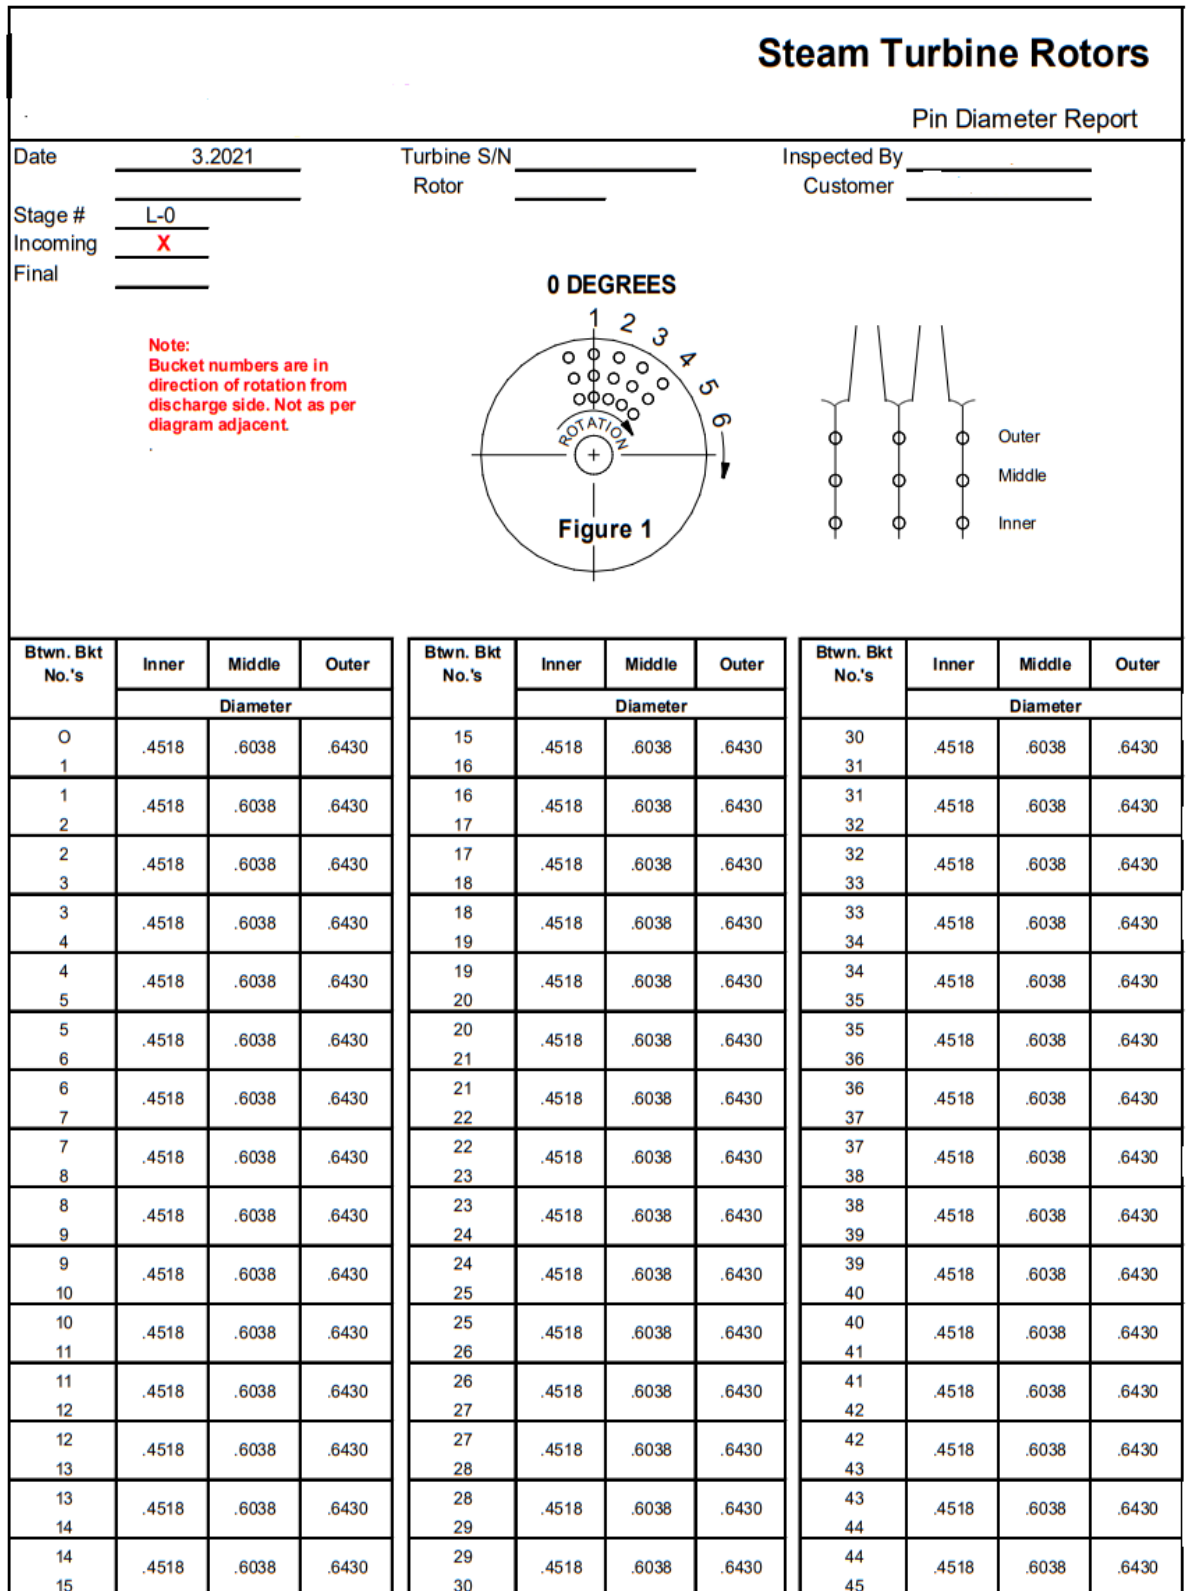 Steam Turbine Rotors
Pin Diameter Report
Date 3.2021 Turbine S/N Inspected By
Rotor Customer
Stage # L-0
Incoming X
Final
0 DEGREES
1 2 3 4 5 6
Note:
Bucket numbers are in
direction of rotation from
discharge side. Not as per
diagram adjacent.
ROTATION
Figure 1
Outer
Middle
Inner
Btwn. Bkt No.'s Inner Middle Outer
Diameter
O 1 .4518 .6038 .6430
1 2 .4518 .6038 .6430
2 3 .4518 .6038 .6430
3 4 .4518 .6038 .6430
4 5 .4518 .6038 .6430
5 6 .4518 .6038 .6430
6 7 .4518 .6038 .6430
7 8 .4518 .6038 .6430
8 9 .4518 .6038 .6430
9 10 .4518 .6038 .6430
10 11 .4518 .6038 .6430
11 12 .4518 .6038 .6430
12 13 .4518 .6038 .6430
13 14 .4518 .6038 .6430
14 15 .4518 .6038 .6430
Btwn. Bkt No.'s Inner Middle Outer
Diameter
15 16 .4518 .6038 .6430
16 17 .4518 .6038 .6430
17 18 .4518 .6038 .6430
18 19 .4518 .6038 .6430
19 20 .4518 .6038 .6430
20 21 .4518 .6038 .6430
21 22 .4518 .6038 .6430
22 23 .4518 .6038 .6430
23 24 .4518 .6038 .6430
24 25 .4518 .6038 .6430
25 26 .4518 .6038 .6430
26 27 .4518 .6038 .6430
27 28 .4518 .6038 .6430
28 29 .4518 .6038 .6430
29 30 .4518 .6038 .6430
Btwn. Bkt No.'s Inner Middle Outer
Diameter
30 31 .4518 .6038 .6430
31 32 .4518 .6038 .6430
32 33 .4518 .6038 .6430
33 34 .4518 .6038 .6430
34 35 .4518 .6038 .6430
35 36 .4518 .6038 .6430
36 37 .4518 .6038 .6430
37 38 .4518 .6038 .6430
38 39 .4518 .6038 .6430
39 40 .4518 .6038 .6430
40 41 .4518 .6038 .6430
41 42 .4518 .6038 .6430
42 43 .4518 .6038 .6430
43 44 .4518 .6038 .6430
44 45 .4518 .6038 .6430